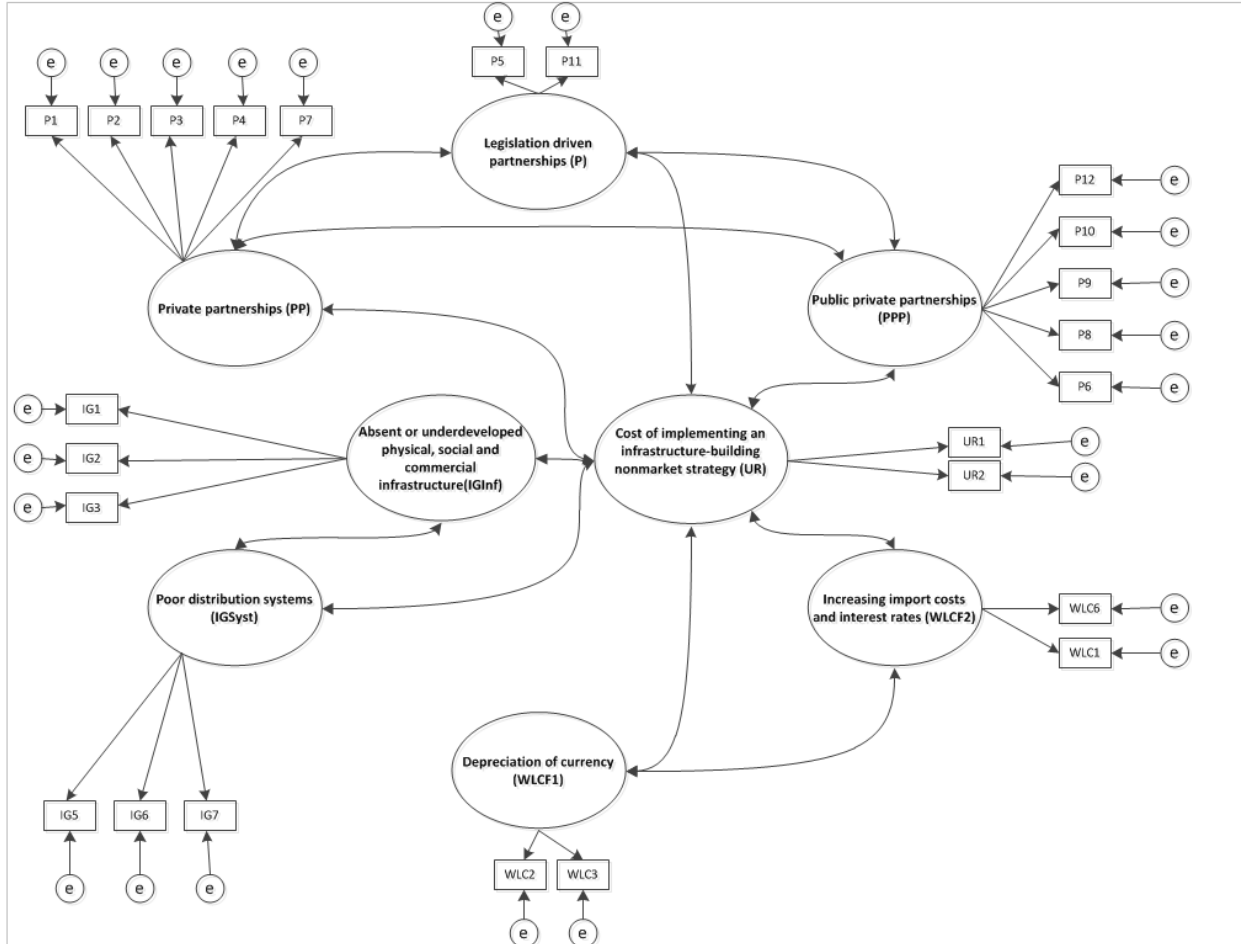 e
e
e
e
e
e
e
P5
P11
P1
P2
P3
P4
P7
Legislation driven
partnerships (P)
P12
e
P10
e
P9
e
P8
e
P6
e
Private partnerships (PP)
Public private partnerships
(PPP)
e
IG1
e
IG2
e
IG3
Absent or underdeveloped
physical, social and
commercial
infrastructure(IGInf)
Cost of implementing an
infrastructure-building
nonmarket strategy (UR)
UR1
e
UR2
e
Poor distribution systems
(IGSyst)
Increasing import costs
and interest rates (WLCF2)
WLC6
e
WLC1
e
Depreciation of currency
(WLCF1)
IG5
IG6
IG7
e
e
e
WLC2
WLC3
e
e